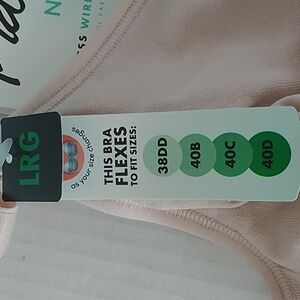 LRG
as your size changes
THIS BRA
FLEXES
TO FIT SIZES:
38DD
40B
40C
40D